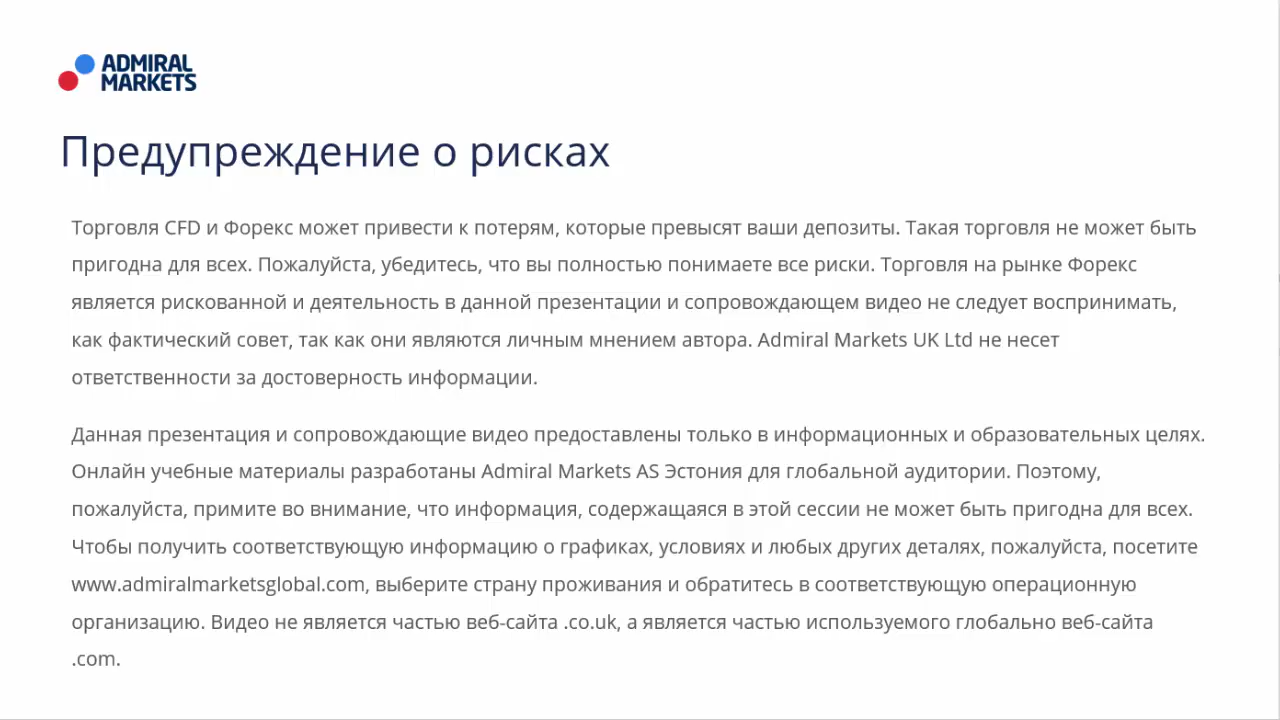 ADMIRAL
MARKETS
Предупреждение о рисках
Торговля CFD и Форекс может привести к потерям, которые превысят ваши депозиты. Такая торговля не может быть
пригодна для всех. Пожалуйста, убедитесь, что вы полностью понимаете все риски. Торговля на рынке Форекс
является рискованной и деятельность в данной презентации и сопровождающем видео не следует воспринимать,
как фактический совет, так как они являются личным мнением автора. Admiral Markets UK Ltd не несет
ответственности за достоверность информации.
Данная презентация и сопровождающие видео предоставлены только в информационных и образовательных целях.
Онлайн учебные материалы разработаны Admiral Markets AS Эстония для глобальной аудитории. Поэтому,
пожалуйста, примите во внимание, что информация, содержащаяся в этой сессии не может быть пригодна для всех.
Чтобы получить соответствующую информацию о графиках, условиях и любых других деталях, пожалуйста, посетите
www.admiralmarketsglobal.com, выберите страну проживания и обратитесь в соответствующую операционную
организацию. Видео не является частью веб-сайта .co.uk, а является частью используемого глобально веб-сайта
.com.